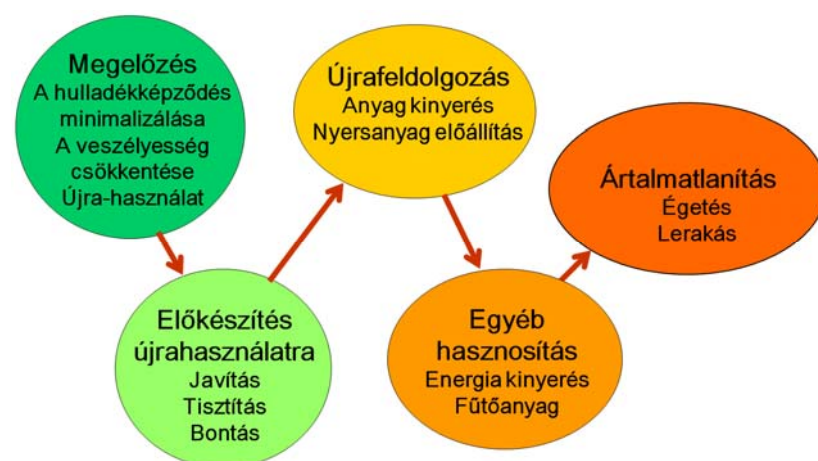 Megelőzés
A hulladékképződés
minimalizálása
A veszélyesség
csökkentése
Újra-használat
Előkészítés
újrahasználatra
Javítás
Tisztítás
Bontás
Újrafeldolgozás
Anyag kinyerés
Nyersanyag előállítás
Egyéb
hasznosítás
Energia kinyerés
Fűtőanyag
Ártalmatlanítás
Égetés
Lerakás